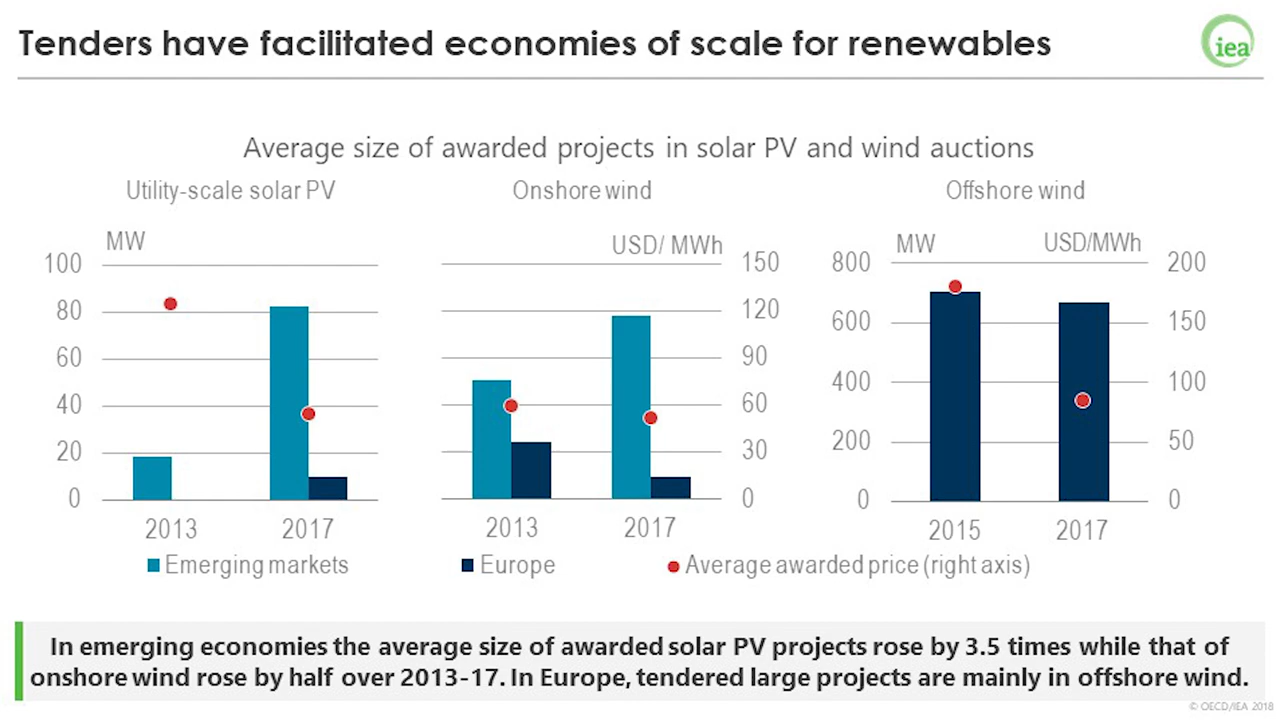 Tenders have facilitated economies of scale for renewables
iea
Average size of awarded projects in solar PV and wind auctions
Utility-scale solar PV
MW
100
80
60
40
20
0
2013
2017
Onshore wind
USD/ MWh
150
120
90
60
30
0
2013
2017
Offshore wind
MW
USD/MWh
800
600
400
200
0
200
150
100
50
0
2015
2017
Emerging markets
Europe
Average awarded price (right axis)
In emerging economies the average size of awarded solar PV projects rose by 3.5 times while that of
onshore wind rose by half over 2013-17. In Europe, tendered large projects are mainly in offshore wind.
© OECD/IEA 2018